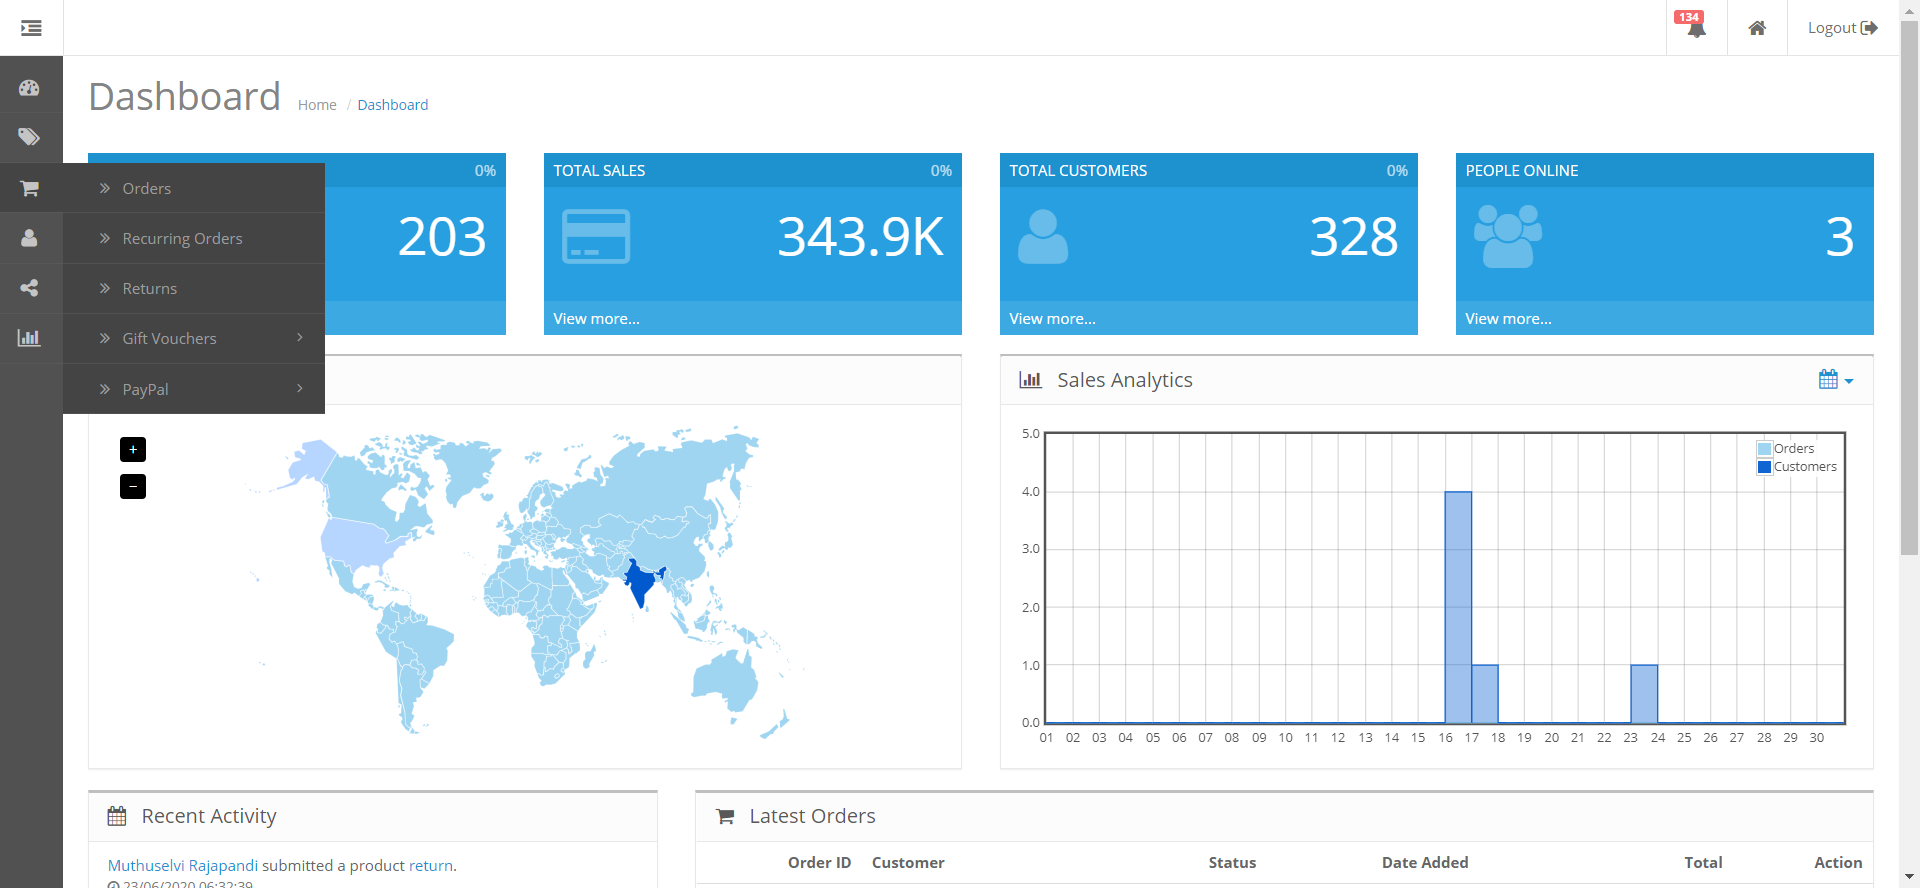 134
Logout
Dashboard Home / Dashboard
Orders
Recurring Orders
Returns
Gift Vouchers
PayPal
0%
203
TOTAL SALES 0%
343.9K
View more...
TOTAL CUSTOMERS 0%
328
View more...
PEOPLE ONLINE
3
View more...
+
−
Sales Analytics
5.0
4.0
3.0
2.0
1.0
0.0
Orders
Customers
01 02 03 04 05 06 07 08 09 10 11 12 13 14 15 16 17 18 19 20 21 22 23 24 25 26 27 28 29 30
Recent Activity
Muthuselvi Rajapandi submitted a product return.
23/06/2020 06:32:39
Latest Orders
Order ID Customer Status Date Added Total Action